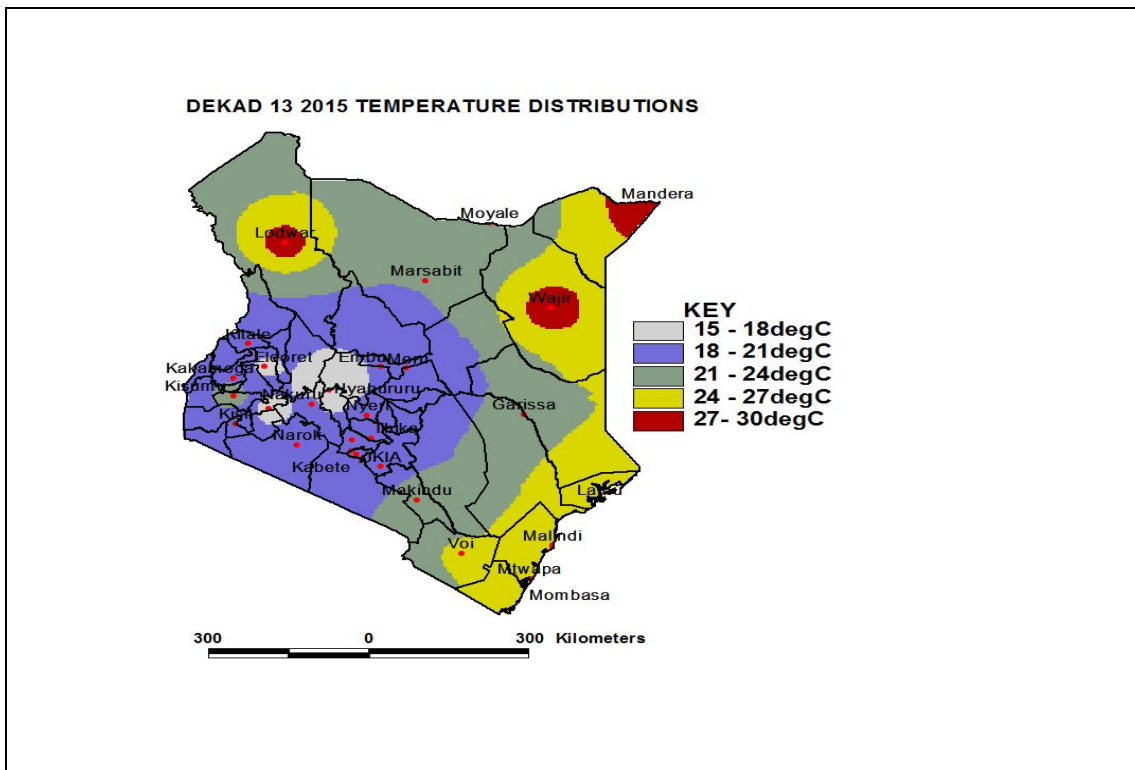 DEKAD 13 2015 TEMPERATURE DISTRIBUTIONS
Mandera
Moyale
Lodwar
Marsabit
Wajir
KEY
15 - 18degC
18 - 21degC
21 - 24degC
24 - 27degC
27- 30degC
Kitale
Eldoret
Embu
Meru
Kakamega
Kisumu
Nakuru
Nyahururu
Kisii
Nyeri
Garissa
Narok
Thika
Kabete
JKIA
Makindu
Lamu
Voi
Malindi
Mtwapa
Mombasa
300
0
300 Kilometers